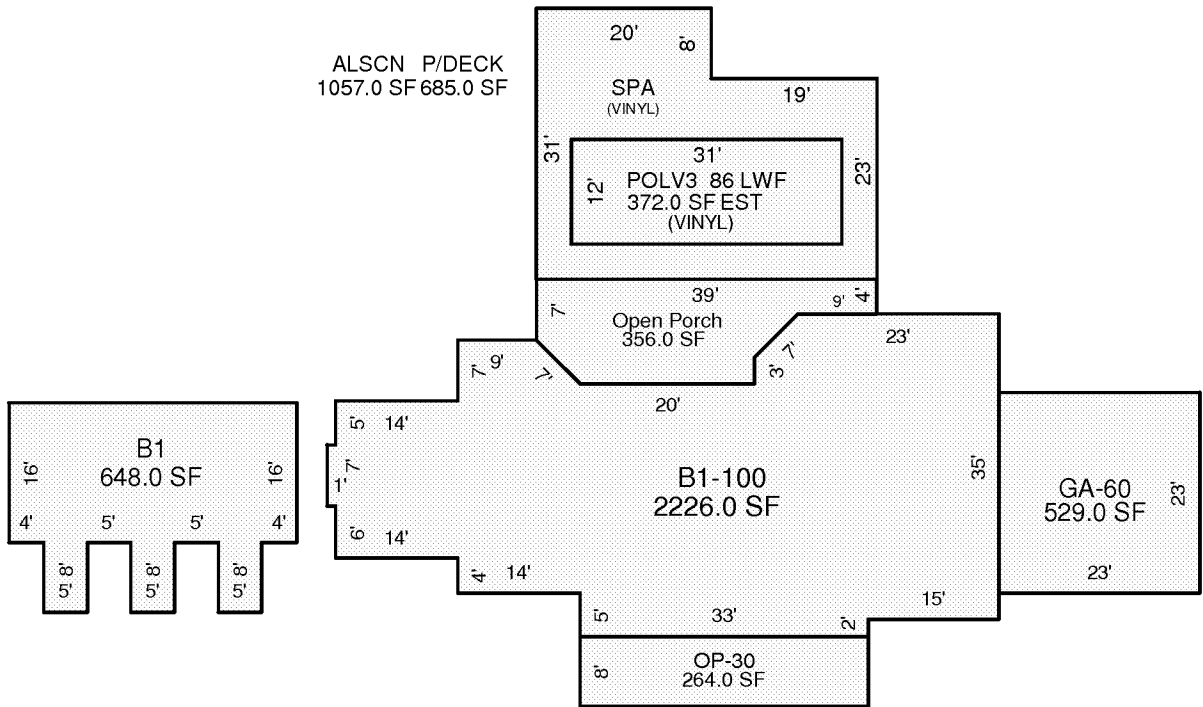 20'
8'
ALSCN P/DECK
1057.0 SF 685.0 SF
SPA
(VINYL)
19'
31'
31'
23'
12'
POLV3 86 LWF
372.0 SF EST
(VINYL)
39'
4'
9'
7'
Open Porch
356.0 SF
23'
7'
9'
7'
7'
3'
20'
5'
14'
B1
648.0 SF
16'
16'
7'
1'
B1-100
2226.0 SF
35'
GA-60
529.0 SF
23'
4'
5'
5'
4'
6'
14'
8'
5'
8'
5'
8'
5'
4'
14'
23'
15'
5'
33'
2'
OP-30
264.0 SF
8'